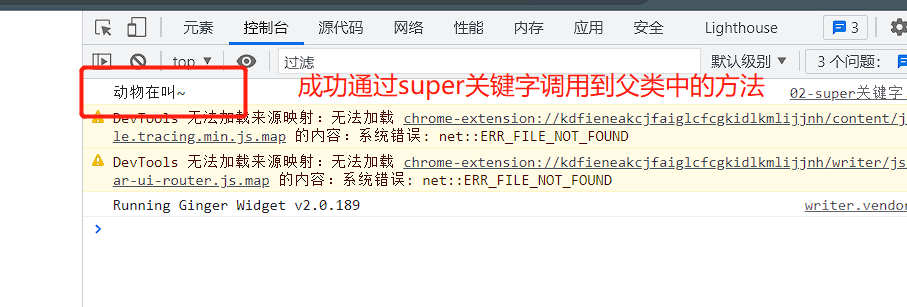 元素 控制台 源代码 网络 性能 内存 应用 安全 Lighthouse 3
top 过滤 默认级别 3 个问题:
动物在叫~ 成功通过super关键字调用到父类中的方法 02-super关键字
DevTools 无法加载来源映射: 无法加载 chrome-extension://kdfieneakcjfaiglcfcgkidlkmlijjnh/content/j
le.tracing.min.js.map 的内容: 系统错误: net::ERR_FILE_NOT_FOUND
DevTools 无法加载来源映射: 无法加载 chrome-extension://kdfieneakcjfaiglcfcgkidlkmlijjnh/writer/js
ar-ui-router.js.map 的内容: 系统错误: net::ERR_FILE_NOT_FOUND
Running Ginger Widget v2.0.189 writer.vendor